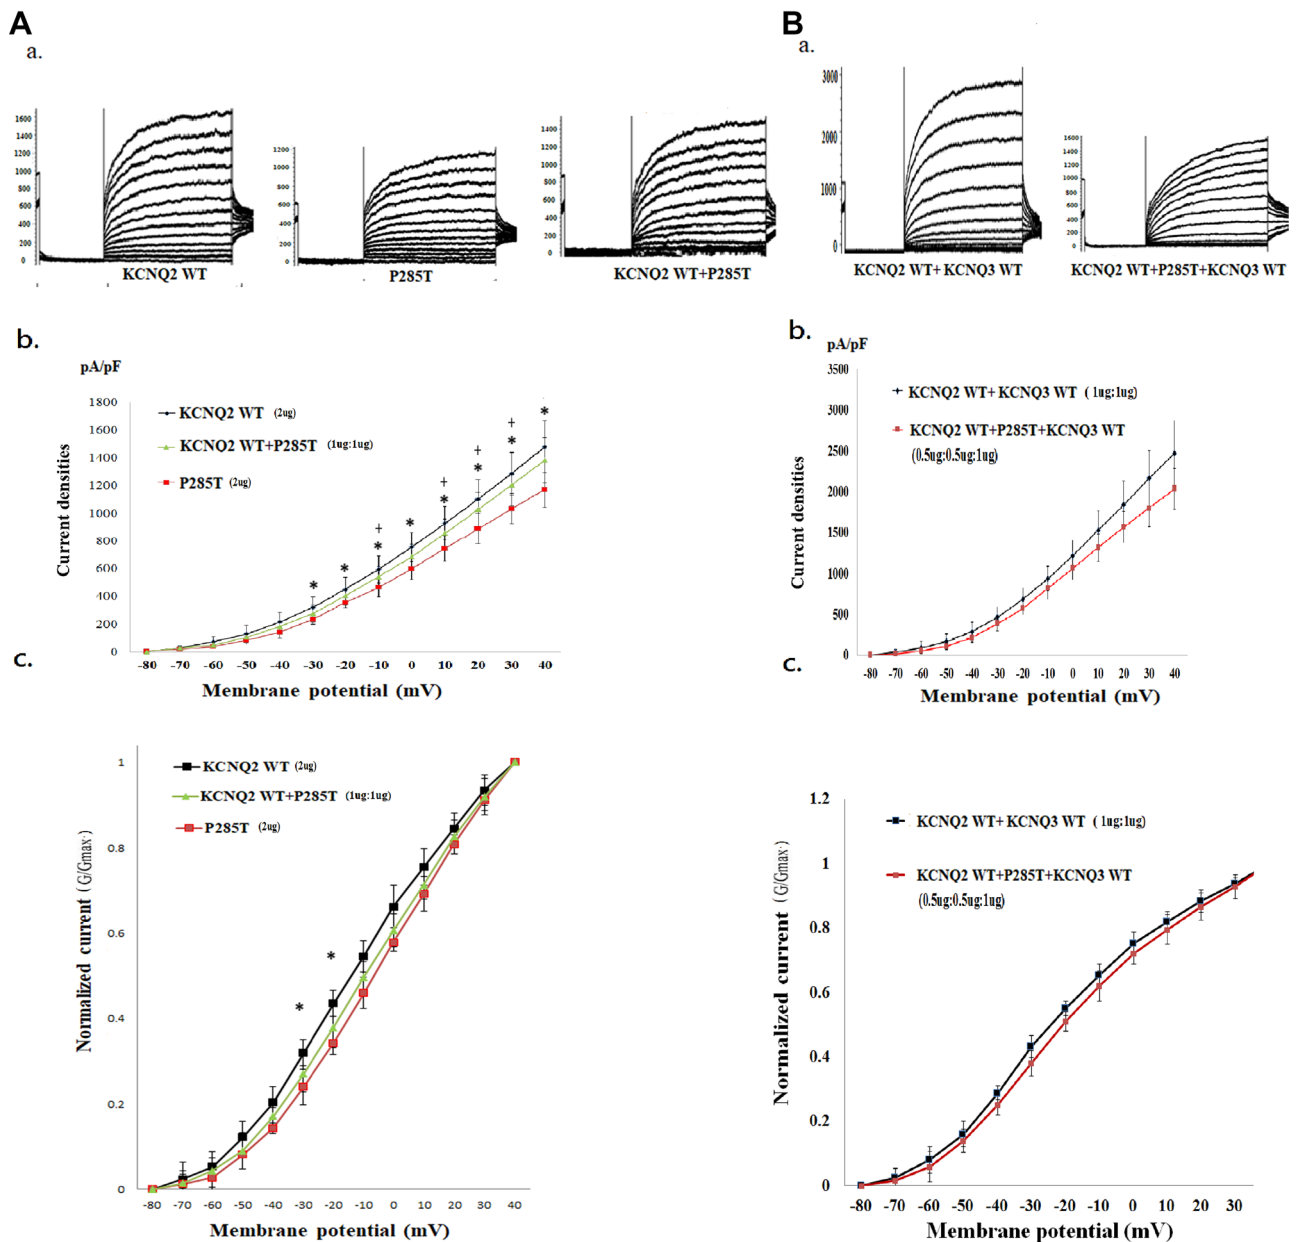 A
a.
1600
1400
1200
1000
800
600
400
200
0
KCNQ2 WT
1200
1000
800
600
400
200
0
P285T
1400
1200
1000
800
600
400
200
0
KCNQ2 WT+P285T
B
a.
3000
2000
1000
0
KCNQ2 WT+KCNQ3 WT
1600
1400
1200
1000
800
600
400
200
0
KCNQ2 WT+P285T+KCNQ3 WT
b.
pA/pF
Current densities
1800
1600
1400
1200
1000
800
600
400
200
0
KCNQ2 WT (2ug)
KCNQ2 WT+P285T (1ug:1ug)
P285T (2ug)
* * + * * + * + * + * *
-80 -70 -60 -50 -40 -30 -20 -10 0 10 20 30 40
Membrane potential (mV)
b.
pA/pF
Current densities
3500
3000
2500
2000
1500
1000
500
0
KCNQ2 WT+ KCNQ3 WT ( 1ug:1ug)
KCNQ2 WT+P285T+KCNQ3 WT
(0.5ug:0.5ug:1ug)
-80 -70 -60 -50 -40 -30 -20 -10 0 10 20 30 40
Membrane potential (mV)
c.
Normalized current (G/Gmax·)
1
0.8
0.6
0.4
0.2
0
KCNQ2 WT (2ug)
KCNQ2 WT+P285T (1ug:1ug)
P285T (2ug)
* *
-80 -70 -60 -50 -40 -30 -20 -10 0 10 20 30 40
Membrane potential (mV)
c.
Normalized current (G/Gmax·)
1.2
1
0.8
0.6
0.4
0.2
0
KCNQ2 WT+ KCNQ3 WT ( 1ug:1ug)
KCNQ2 WT+P285T+KCNQ3 WT
(0.5ug:0.5ug:1ug)
-80 -70 -60 -50 -40 -30 -20 -10 0 10 20 30
Membrane potential (mV)